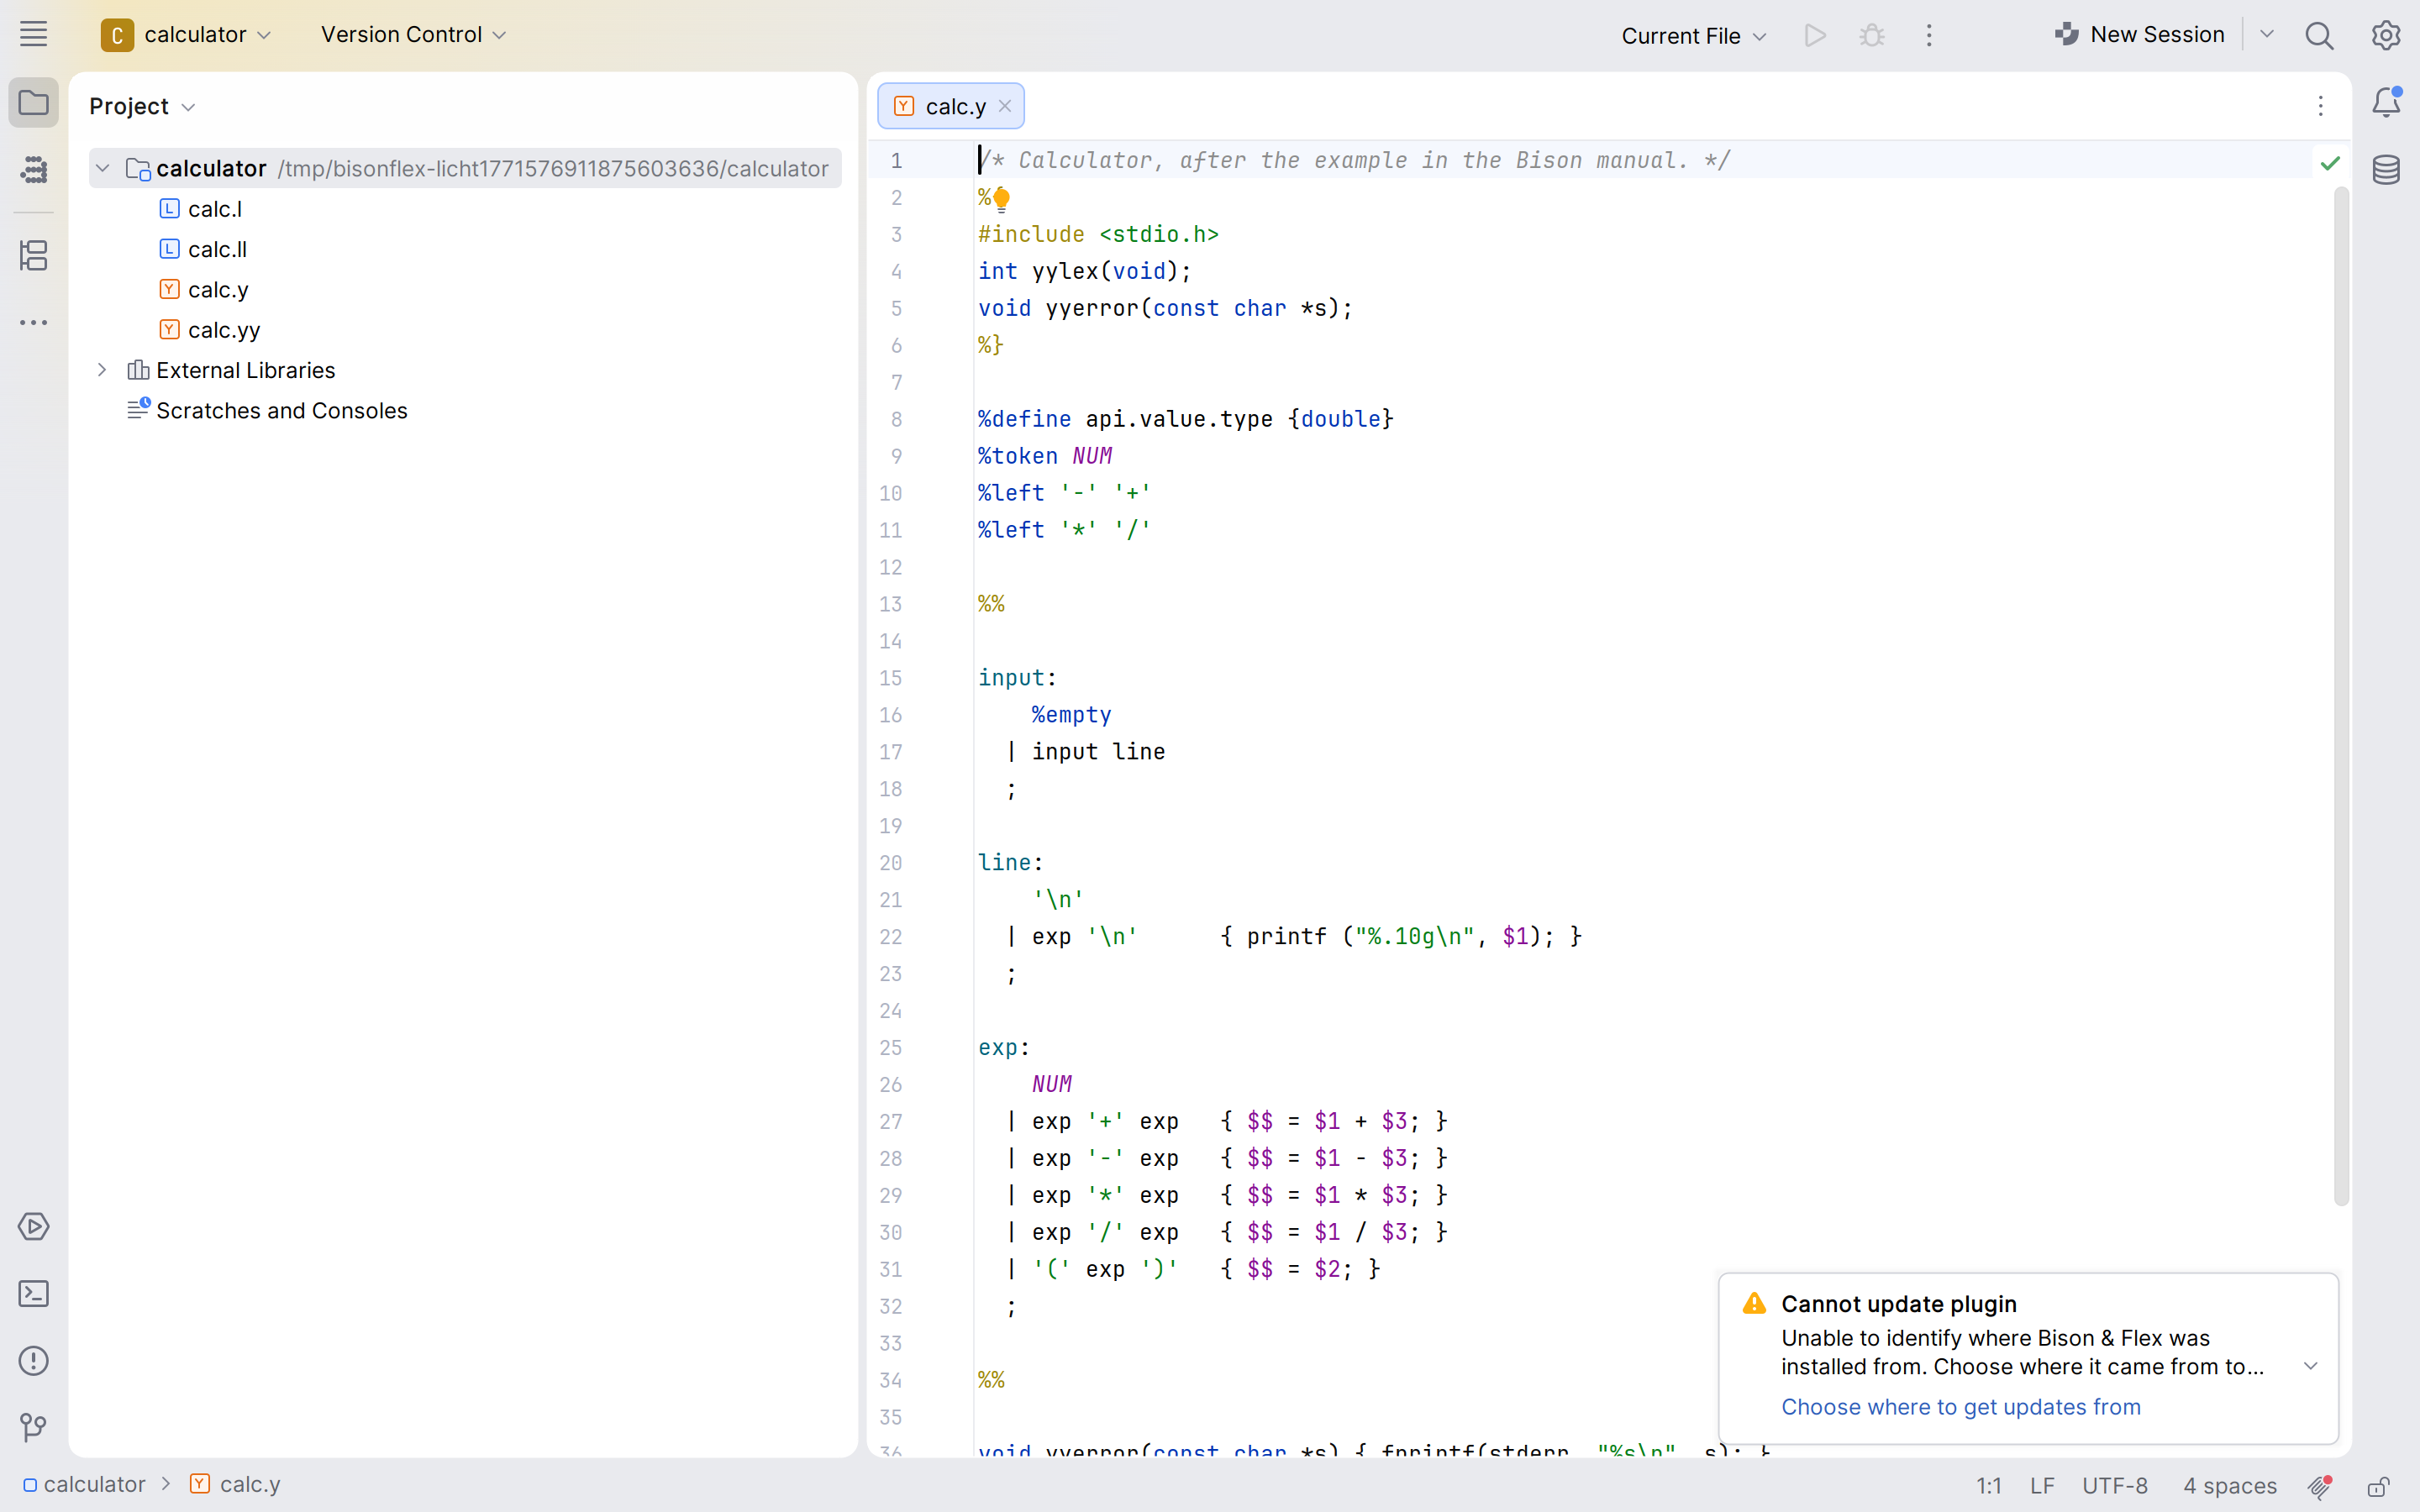 C calculator
Version Control
Current File
New Session
Project
calc.y
calculator /tmp/bisonflex-licht1771576911875603636/calculator
L calc.l
L calc.ll
Y calc.y
Y calc.yy
External Libraries
Scratches and Consoles
1 /* Calculator, after the example in the Bison manual. */
2 %
3 #include <stdio.h>
4 int yylex(void);
5 void yyerror(const char *s);
6 %}
7
8 %define api.value.type {double}
9 %token NUM
10 %left '-' '+'
11 %left '*' '/'
12
13 %%
14
15 input:
16 %empty
17 | input line
18 ;
19
20 line:
21 '\n'
22 | exp '\n' { printf ("%.10g\n", $1); }
23 ;
24
25 exp:
26 NUM
27 | exp '+' exp { $$ = $1 + $3; }
28 | exp '-' exp { $$ = $1 - $3; }
29 | exp '*' exp { $$ = $1 * $3; }
30 | exp '/' exp { $$ = $1 / $3; }
31 | '(' exp ')' { $$ = $2; }
32 ;
33
34 %%
35
36 void yyerror(const char *s) { fprintf(stderr, "%s\n", s); }
Cannot update plugin
Unable to identify where Bison & Flex was
installed from. Choose where it came from to...
Choose where to get updates from
calculator > Y calc.y
1:1 LF UTF-8 4 spaces